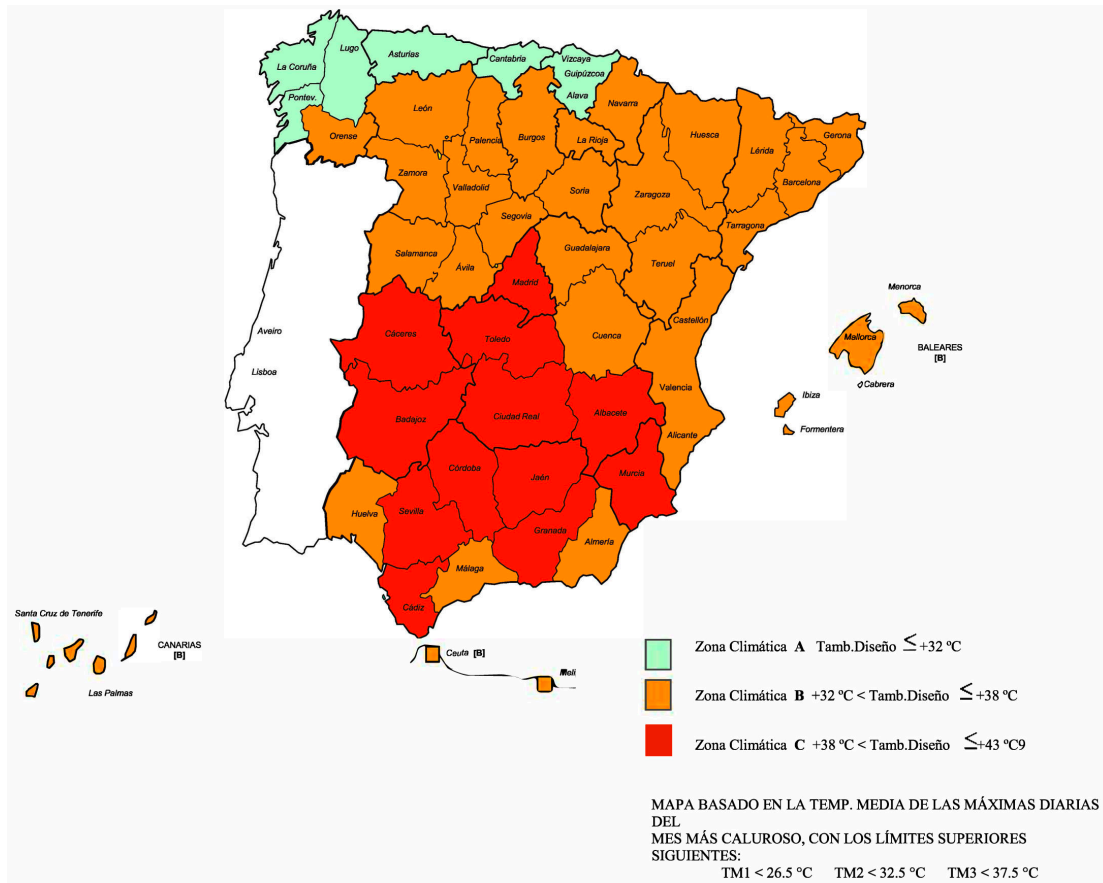 Lugo
Asturias
La Coruña
Cantabria
Vizcaya
Guipúzcoa
Pontev.
Alava
Navarra
León
Orense
Palencia
Burgos
La Rioja
Huesca
Gerona
Lérida
Zamora
Valladolid
Soria
Zaragoza
Barcelona
Segovia
Tarragona
Salamanca
Ávila
Guadalajara
Teruel
Madrid
Menorca
Castellón
Aveiro
Cáceres
Toledo
Cuenca
Mallorca
BALEARES
[B]
Lisboa
Cabrera
Valencia
Ibiza
Badajoz
Ciudad Real
Albacete
Formentera
Alicante
Córdoba
Jaén
Murcia
Huelva
Sevilla
Granada
Almería
Málaga
Cádiz
Santa Cruz de Tenerife
CANARIAS
[B]
Las Palmas
Ceuta [B]
Meli
Zona Climática A Tamb.Diseño ≤ +32 ºC
Zona Climática B +32 ºC < Tamb.Diseño ≤ +38 ºC
Zona Climática C +38 ºC < Tamb.Diseño ≤+43 ºC9
MAPA BASADO EN LA TEMP. MEDIA DE LAS MÁXIMAS DIARIAS
DEL
MES MÁS CALUROSO, CON LOS LÍMITES SUPERIORES
SIGUIENTES:
TM1 < 26.5 °C TM2 < 32.5 °C TM3 < 37.5 °C